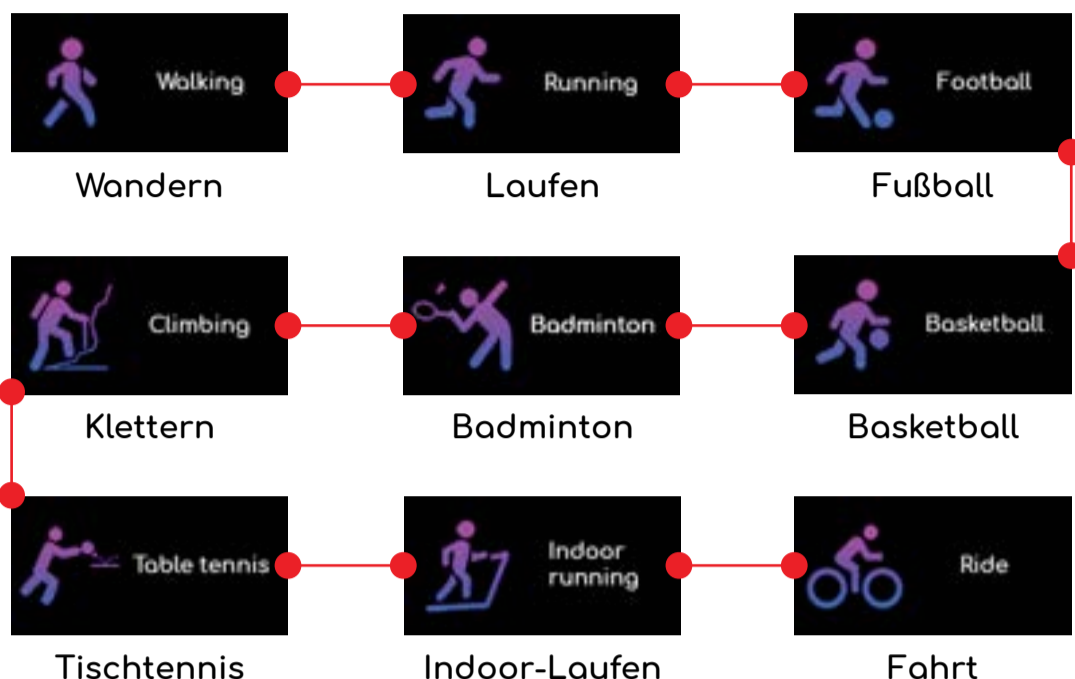 Walking
Running
Football
Wandern
Laufen
Fußball
Climbing
Badminton
Basketball
Klettern
Badminton
Basketball
Table tennis
Indoor
running
Ride
Tischtennis
Indoor-Laufen
Fahrt